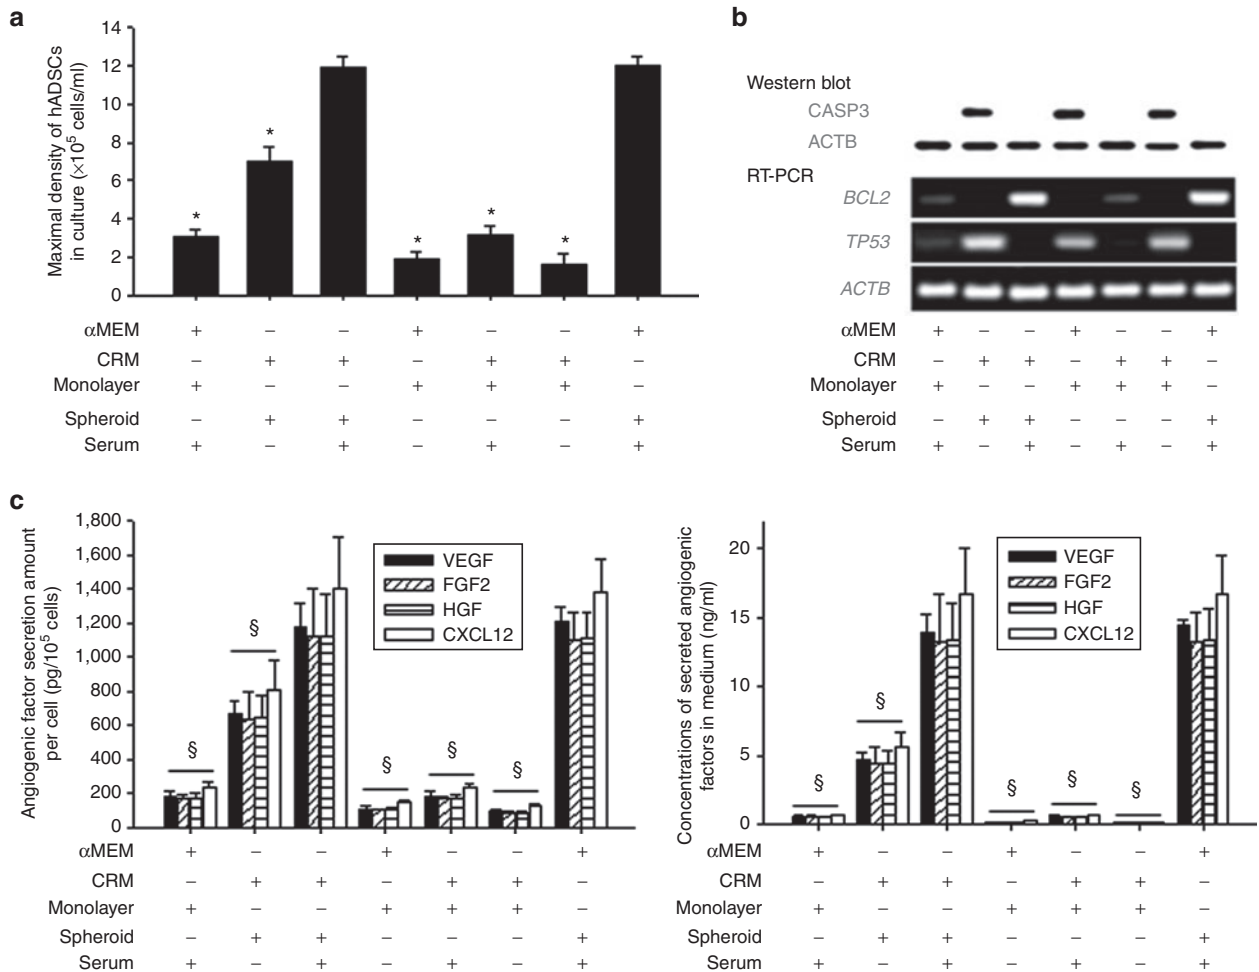 a
Maximal density of hADSCs
in culture (×10⁵ cells/ml)
14
12
10
8
6
4
2
0
* * * * *
αMEM + – – + – – +
CRM – + + – + + –
Monolayer + – – + + + –
Spheroid – + + – – – +
Serum + – + – + – +
b
Western blot
CASP3
ACTB
RT-PCR
BCL2
TP53
ACTB
αMEM + – – + – – +
CRM – + + – + + –
Monolayer + – – + + + –
Spheroid – + + – – – +
Serum + – + – + – +
c
Angiogenic factor secretion amount
per cell (pg/10⁵ cells)
1,800
1,600
1,400
1,200
1,000
800
600
400
200
0
VEGF
FGF2
HGF
CXCL12
§ § § § §
αMEM + – – + – – +
CRM – + + – + + –
Monolayer + – – + + + –
Spheroid – + + – – – +
Serum + – + – + – +
Concentrations of secreted angiogenic
factors in medium (ng/ml)
20
15
10
5
0
VEGF
FGF2
HGF
CXCL12
§ § § § §
αMEM + – – + – – +
CRM – + + – + + –
Monolayer + – – + + + –
Spheroid – + + – – – +
Serum + – + – + – +